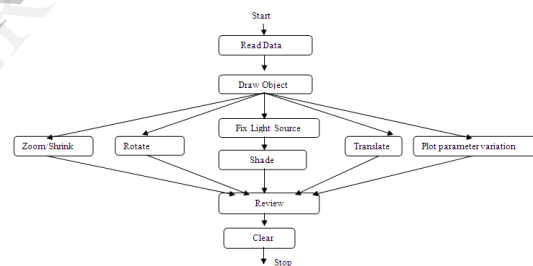 Start
Read Data
Draw Object
Fix Light Source
Zoom/Shrink
Rotate
Translate
Plot parameter variation
Shade
Review
Clear
Stop